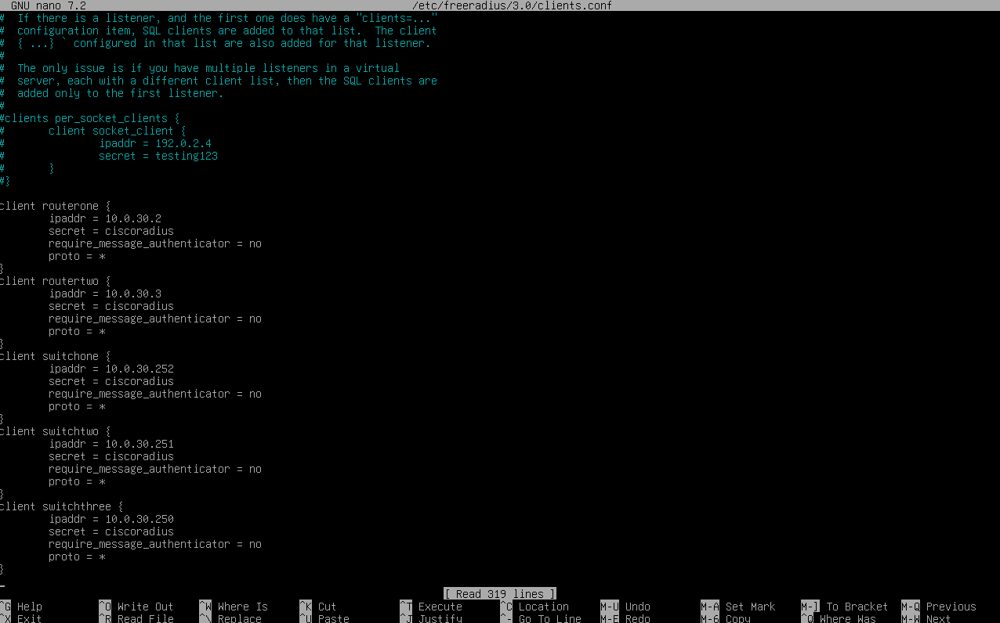 GNU nano 7.2 /etc/freeradius/3.0/clients.conf
#  If there is a listener, and the first one does have a "clients=..."
#  configuration item, SQL clients are added to that list.  The client
#  { ...} ` configured in that list are also added for that listener.
#
#  The only issue is if you have multiple listeners in a virtual
#  server, each with a different client list, then the SQL clients are
#  added only to the first listener.
#
#clients per_socket_clients {
#       client socket_client {
#               ipaddr = 192.0.2.4
#               secret = testing123
#       }
#}
client routerone {
        ipaddr = 10.0.30.2
        secret = ciscoradius
        require_message_authenticator = no
        proto = *
}
client routertwo {
        ipaddr = 10.0.30.3
        secret = ciscoradius
        require_message_authenticator = no
        proto = *
}
client switchone {
        ipaddr = 10.0.30.252
        secret = ciscoradius
        require_message_authenticator = no
        proto = *
}
client switchtwo {
        ipaddr = 10.0.30.251
        secret = ciscoradius
        require_message_authenticator = no
        proto = *
}
client switchthree {
        ipaddr = 10.0.30.250
        secret = ciscoradius
        require_message_authenticator = no
        proto = *
}
[ Read 319 lines ]
^G Help ^O Write Out ^W Where Is ^K Cut ^T Execute ^C Location M-U Undo M-A Set Mark M-] To Bracket M-Q Previous
^X Exit ^R Read File ^\ Replace ^U Paste ^J Justify ^- Go To Line M-E Redo M-6 Copy ^Q Where Was M-W Next